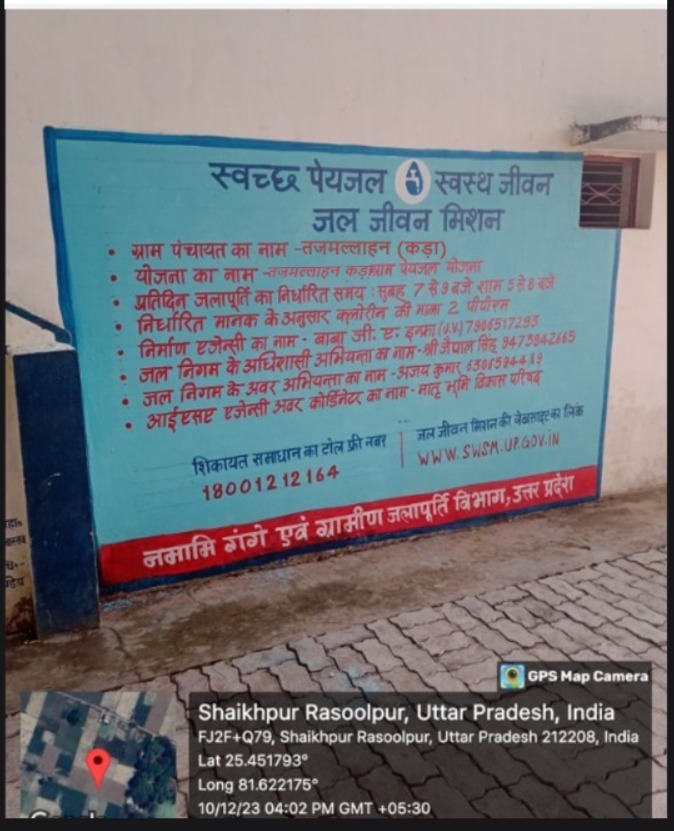 स्वच्छ पेयजल स्वस्थ जीवन
जल जीवन मिशन
• ग्राम पंचायत का नाम -तजमल्लाहन (कड़ा)
• योजना का नाम -तजमल्लाहन कड़ाग्राम पेयजल योजना
• प्रतिदिन जलापूर्ति का निर्धारित समय : सुबह 7 से 9 बजे शाम 5 से 8 बजे
• निर्धारित मानक के अनुसार क्लोरीन की मात्रा 2 पीपीएम
• निर्माण एजेन्सी का नाम - बाबा जी. ए. इन्फ्रा (J.V) 7906517293
• जल निगम के अधिशासी अभियन्ता का नाम -श्री जैपाल सिंह 9473942665
• जल निगम के अवर अभियन्ता का नाम -अजय कुमार 6306594419
• आईएसए एजेन्सी अवर कोर्डिनेटर का नाम - मातृ भूमि विकास परिषद
शिकायत समाधान का टोल फ्री नंबर
18001212164
जल जीवन मिशन की वेबसाइट का लिंक
WWW.SWSM.UP.GOV.IN
नमामि गंगे एवं ग्रामीण जलापूर्ति विभाग, उत्तर प्रदेश
GPS Map Camera
Shaikhpur Rasoolpur, Uttar Pradesh, India
FJ2F+Q79, Shaikhpur Rasoolpur, Uttar Pradesh 212208, India
Lat 25.451793°
Long 81.622175°
10/12/23 04:02 PM GMT +05:30